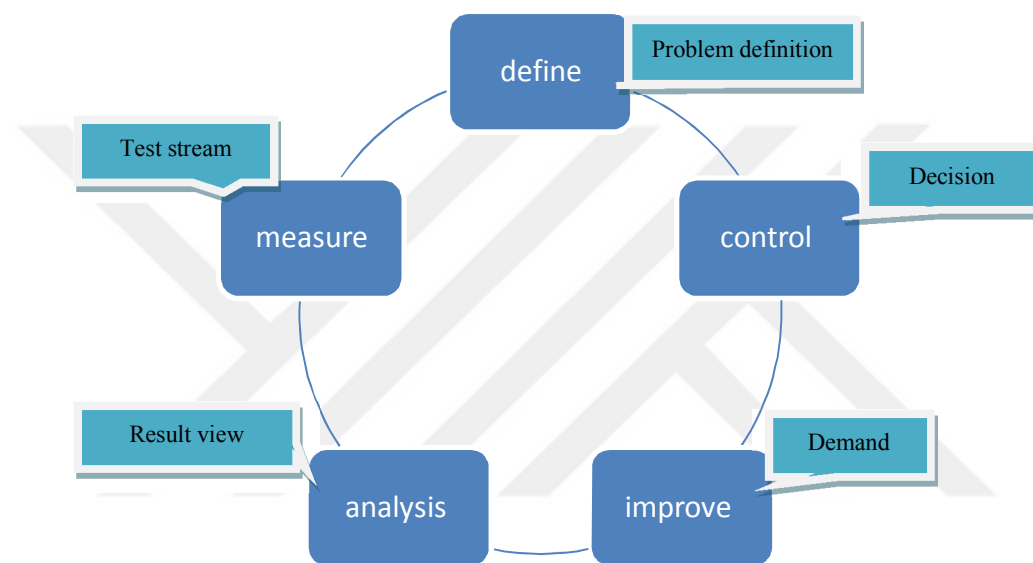 define
Problem definition
Test stream
measure
control
Decision
Result view
analysis
improve
Demand